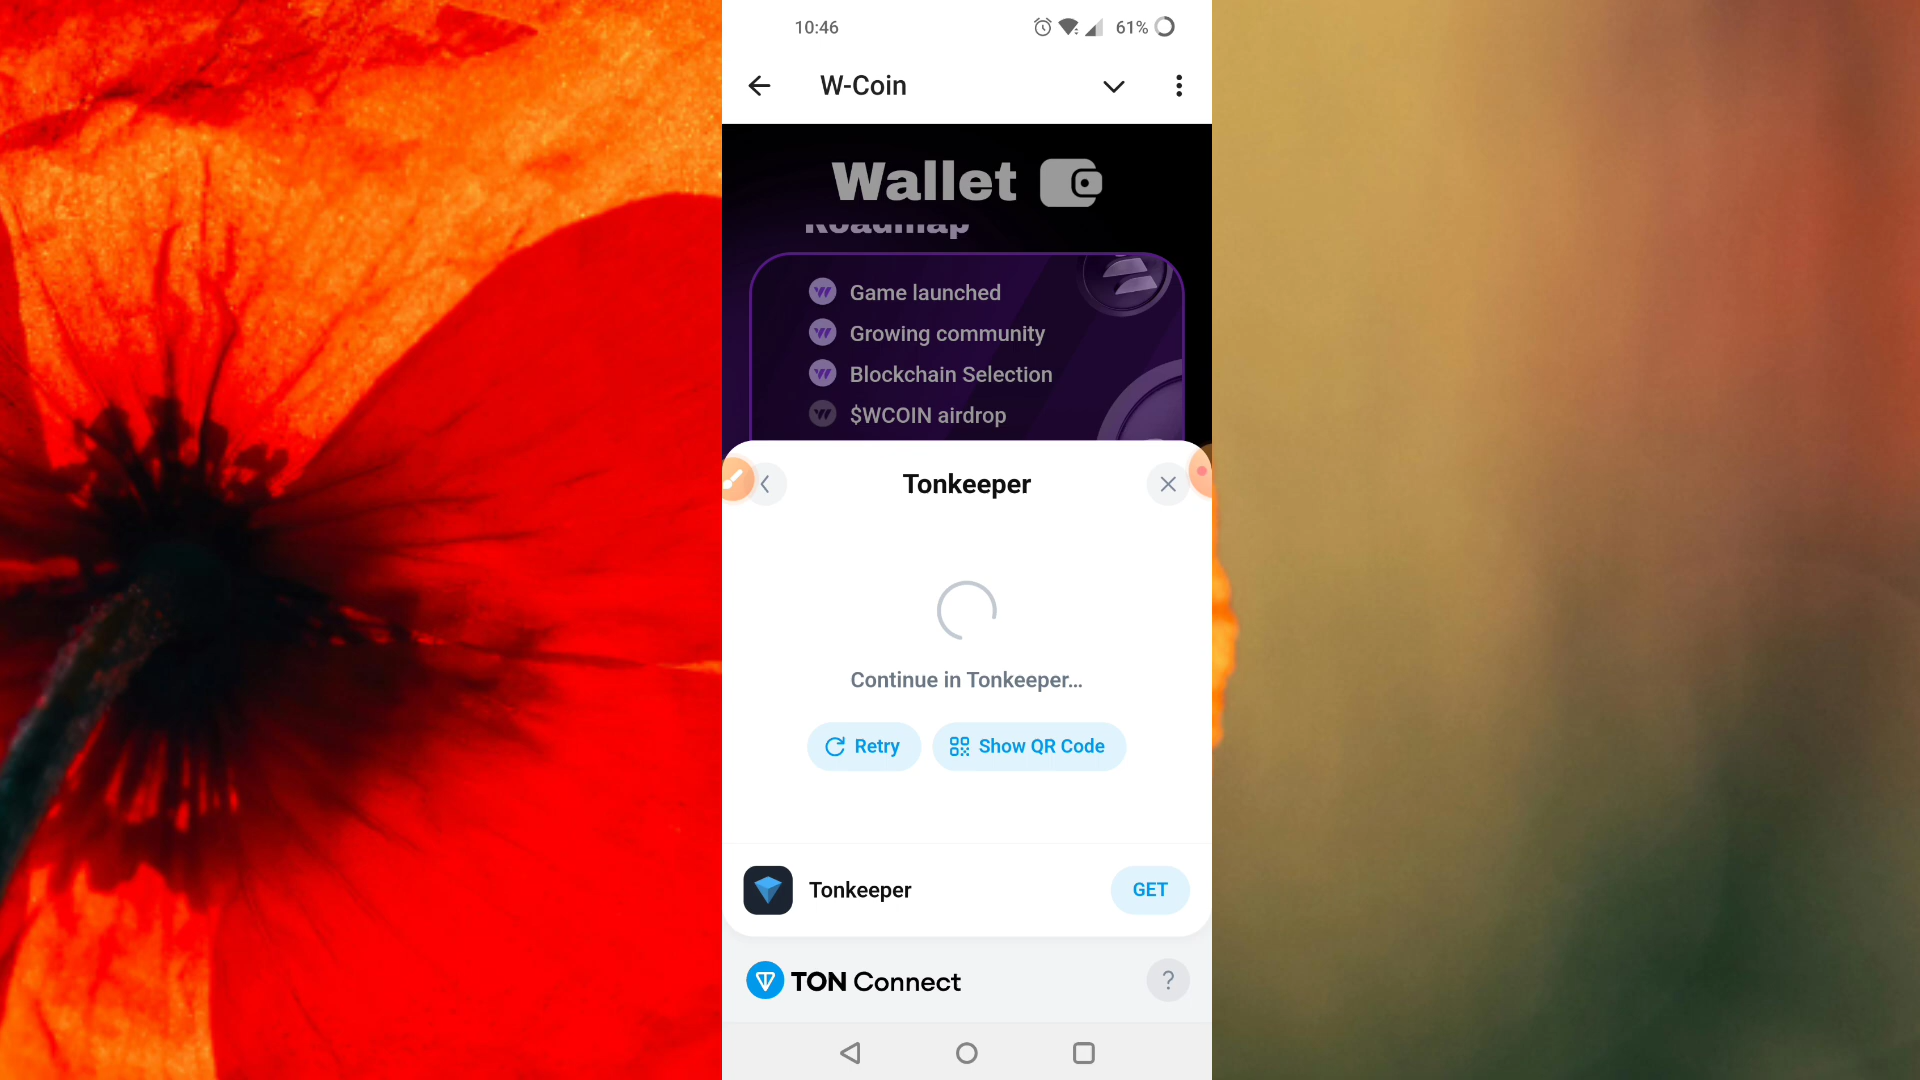 10:46
61%
W-Coin
Wallet
Roadmap
Game launched
Growing community
Blockchain Selection
$WCOIN airdrop
Tonkeeper
Continue in Tonkeeper...
Retry
Show QR Code
Tonkeeper
GET
TON Connect
?